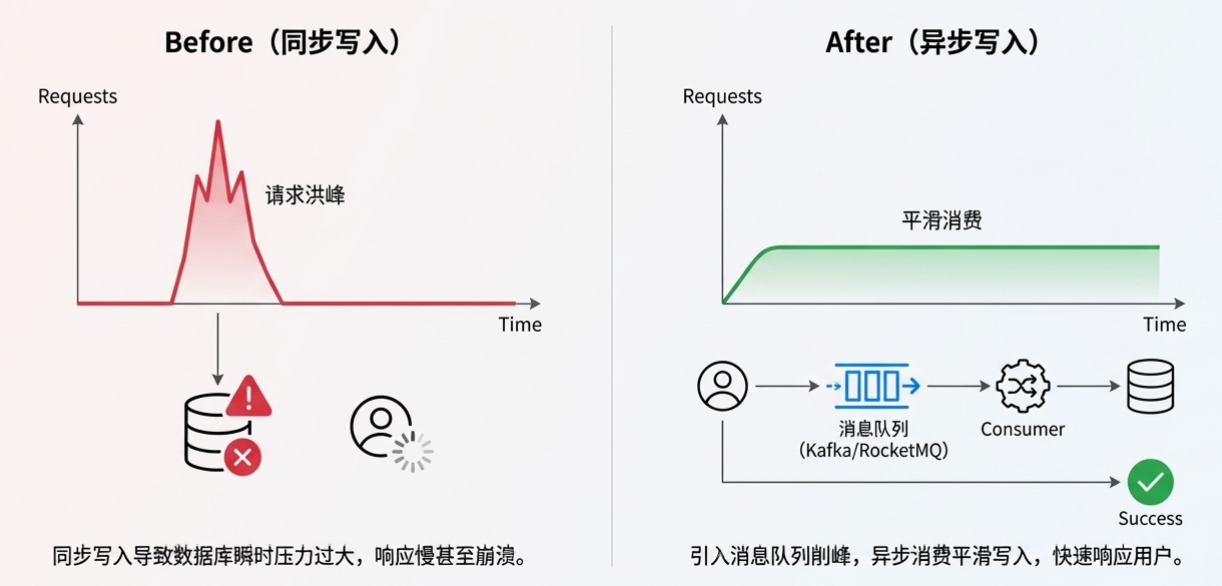 Before（同步写入）
Requests
请求洪峰
Time
同步写入导致数据库瞬时压力过大，响应慢甚至崩溃。
After（异步写入）
Requests
平滑消费
Time
消息队列
（Kafka/RocketMQ）
Consumer
Success
引入消息队列削峰，异步消费平滑写入，快速响应用户。